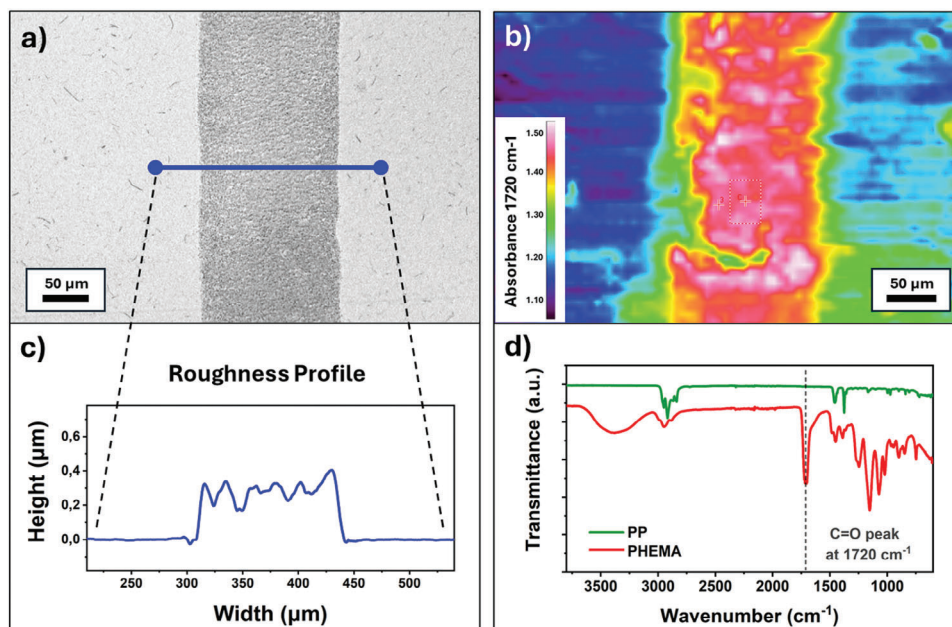 a)
50 µm
b)
Absorbance 1720 cm-1
1.50
1.40
1.30
1.20
1.10
50 µm
c)
Roughness Profile
Height (µm)
0,6
0,4
0,2
0,0
250
300
350
400
450
500
Width (µm)
d)
Transmittance (a.u.)
PP
PHEMA
C=O peak
at 1720 cm⁻¹
3500
3000
2500
2000
1500
1000
Wavenumber (cm⁻¹)